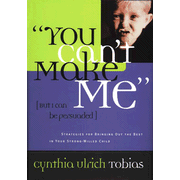 "You
can't
Make
Me"
[But I can be persuaded]
Strategies for Bringing Out the Best
in Your Strong-Willed Child
Cynthia Ulrich Tobias